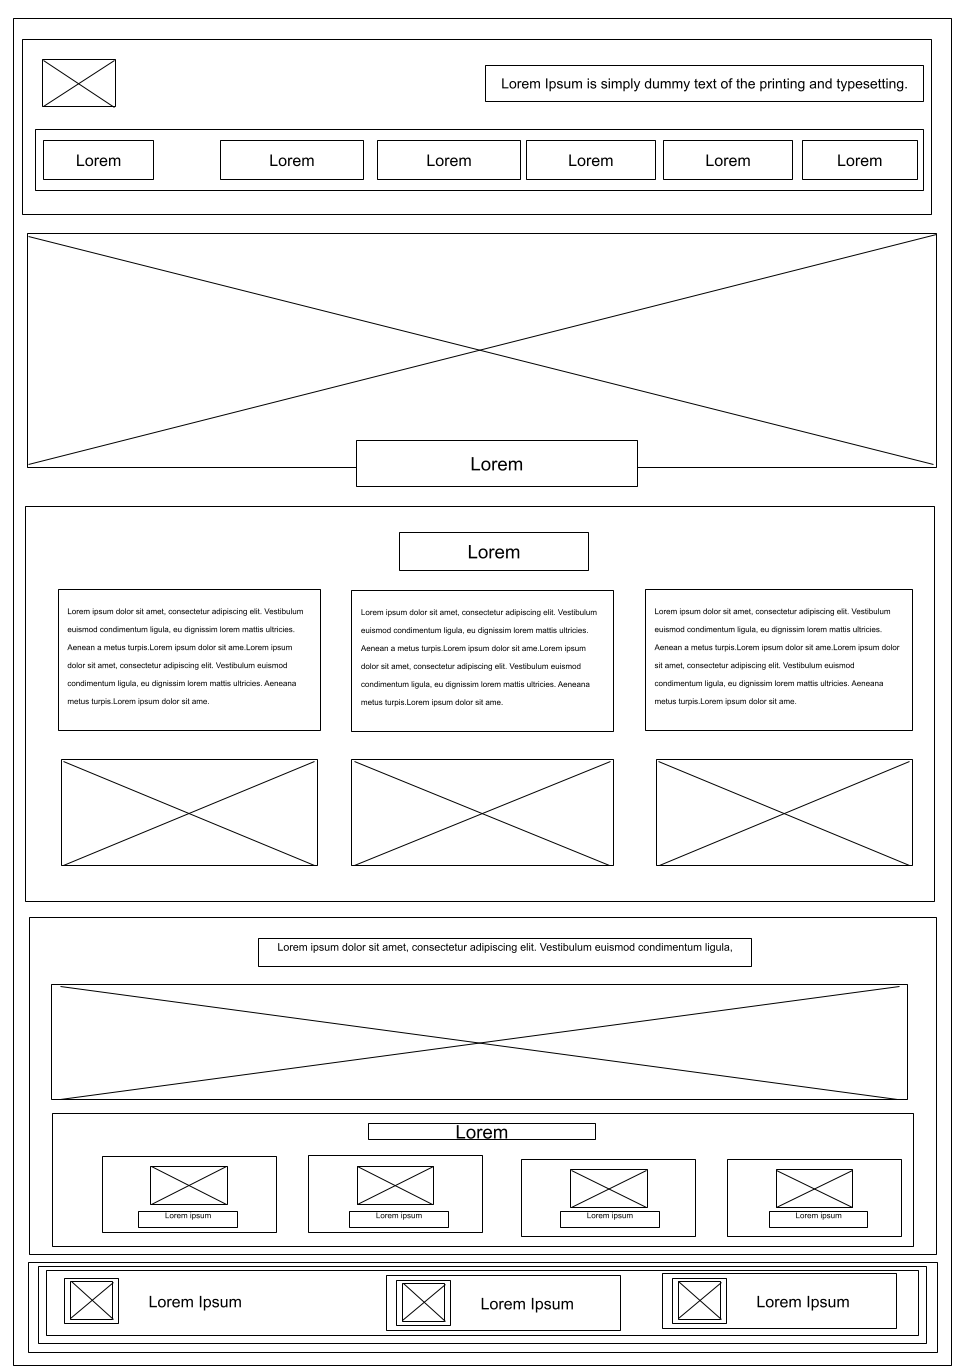 Lorem Ipsum is simply dummy text of the printing and typesetting.
Lorem
Lorem
Lorem
Lorem
Lorem
Lorem
Lorem
Lorem
Lorem ipsum dolor sit amet, consectetur adipiscing elit. Vestibulum
euismod condimentum ligula, eu dignissim lorem mattis ultricies.
Aenean a metus turpis.Lorem ipsum dolor sit ame.Lorem ipsum
dolor sit amet, consectetur adipiscing elit. Vestibulum euismod
condimentum ligula, eu dignissim lorem mattis ultricies. Aeneana
metus turpis.Lorem ipsum dolor sit ame.
Lorem ipsum dolor sit amet, consectetur adipiscing elit. Vestibulum
euismod condimentum ligula, eu dignissim lorem mattis ultricies.
Aenean a metus turpis.Lorem ipsum dolor sit ame.Lorem ipsum
dolor sit amet, consectetur adipiscing elit. Vestibulum euismod
condimentum ligula, eu dignissim lorem mattis ultricies. Aeneana
metus turpis.Lorem ipsum dolor sit ame.
Lorem ipsum dolor sit amet, consectetur adipiscing elit. Vestibulum
euismod condimentum ligula, eu dignissim lorem mattis ultricies.
Aenean a metus turpis.Lorem ipsum dolor sit ame.Lorem ipsum dolor
sit amet, consectetur adipiscing elit. Vestibulum euismod
condimentum ligula, eu dignissim lorem mattis ultricies. Aeneana
metus turpis.Lorem ipsum dolor sit ame.
Lorem ipsum dolor sit amet, consectetur adipiscing elit. Vestibulum euismod condimentum ligula,
Lorem
Lorem ipsum
Lorem ipsum
Lorem ipsum
Lorem ipsum
Lorem Ipsum
Lorem Ipsum
Lorem Ipsum